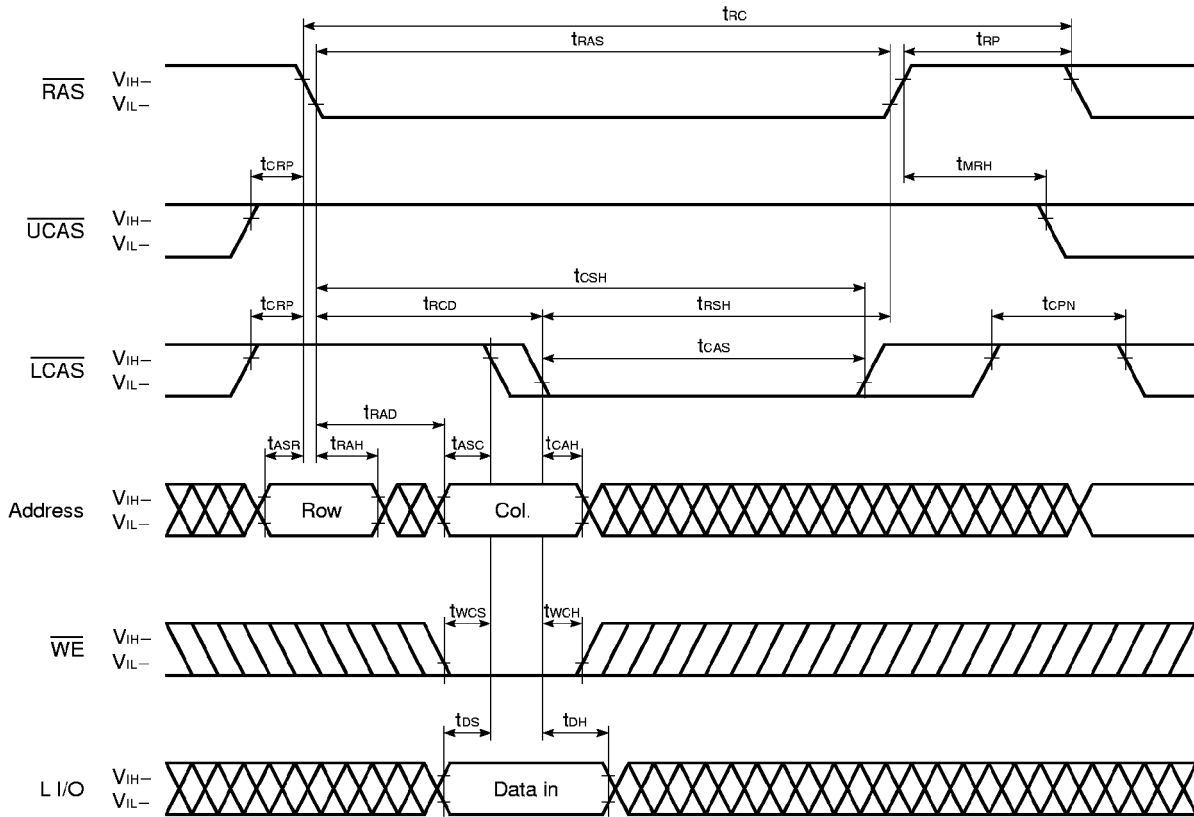 tRC
tRAS
tRP
RAS
VIH–
VIL–
tCRP
tMRH
UCAS
VIH–
VIL–
tCSH
tCRP
tRCD
tRSH
tCPN
LCAS
VIH–
VIL–
tCAS
tRAD
tASR
tRAH
tASC
tCAH
Address
VIH–
VIL–
Row
Col.
tWCS
tWCH
WE
VIH–
VIL–
tDS
tDH
L I/O
VIH–
VIL–
Data in